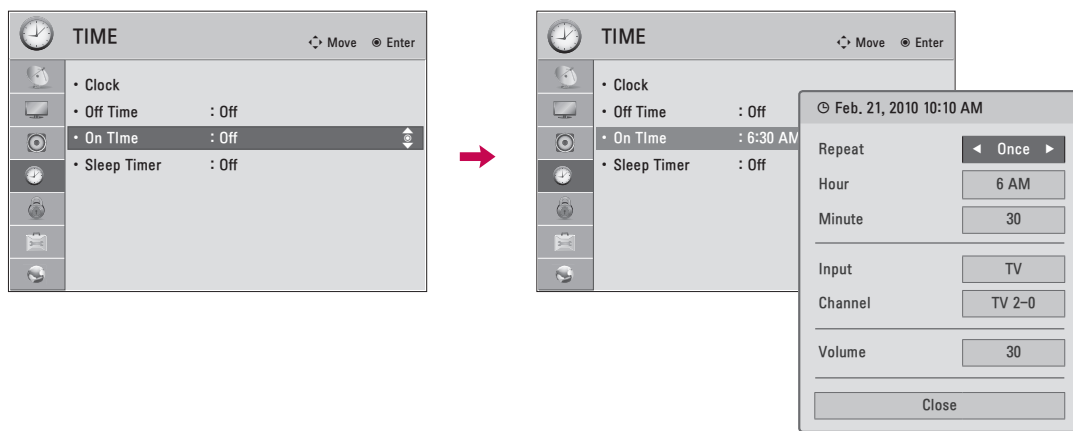 TIME
Move Enter
• Clock
• Off Time : Off
• On TIme : Off
• Sleep Timer : Off
TIME
Move Enter
• Clock
• Off Time : Off
• On TIme : 6:30 AM
• Sleep Timer : Off
Feb. 21, 2010 10:10 AM
Repeat ◄ Once ►
Hour 6 AM
Minute 30
Input TV
Channel TV 2-0
Volume 30
Close